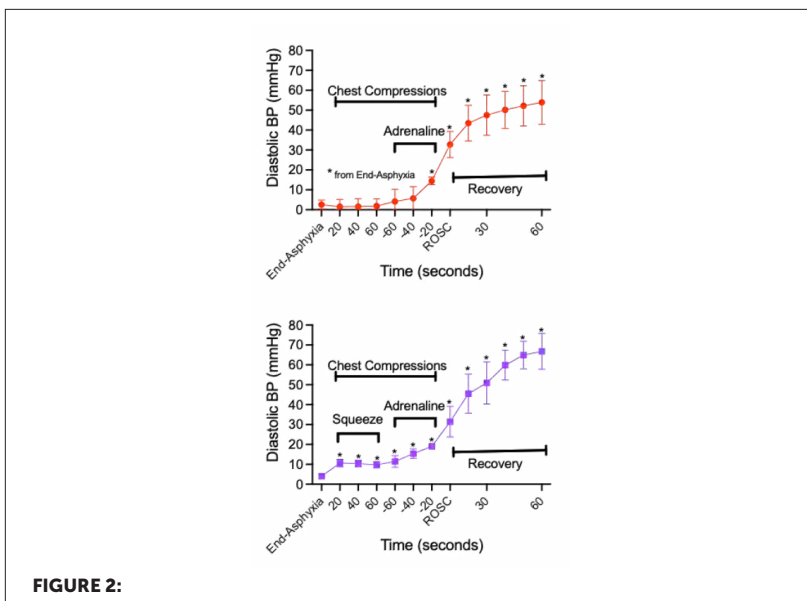 80
70
60
50
40
30
20
10
0
Diastolic BP (mmHg)
Chest Compressions
Adrenaline
* from End-Asphyxia
Recovery
* * * * * * *
End-Asphyxia 20 40 60 -60 -40 -20 ROSC 30 60
Time (seconds)
80
70
60
50
40
30
20
10
0
Diastolic BP (mmHg)
Chest Compressions
Squeeze
Adrenaline
Recovery
* * * * * * * * * * * *
End-Asphyxia 20 40 60 -60 -40 -20 ROSC 30 60
Time (seconds)
FIGURE 2: